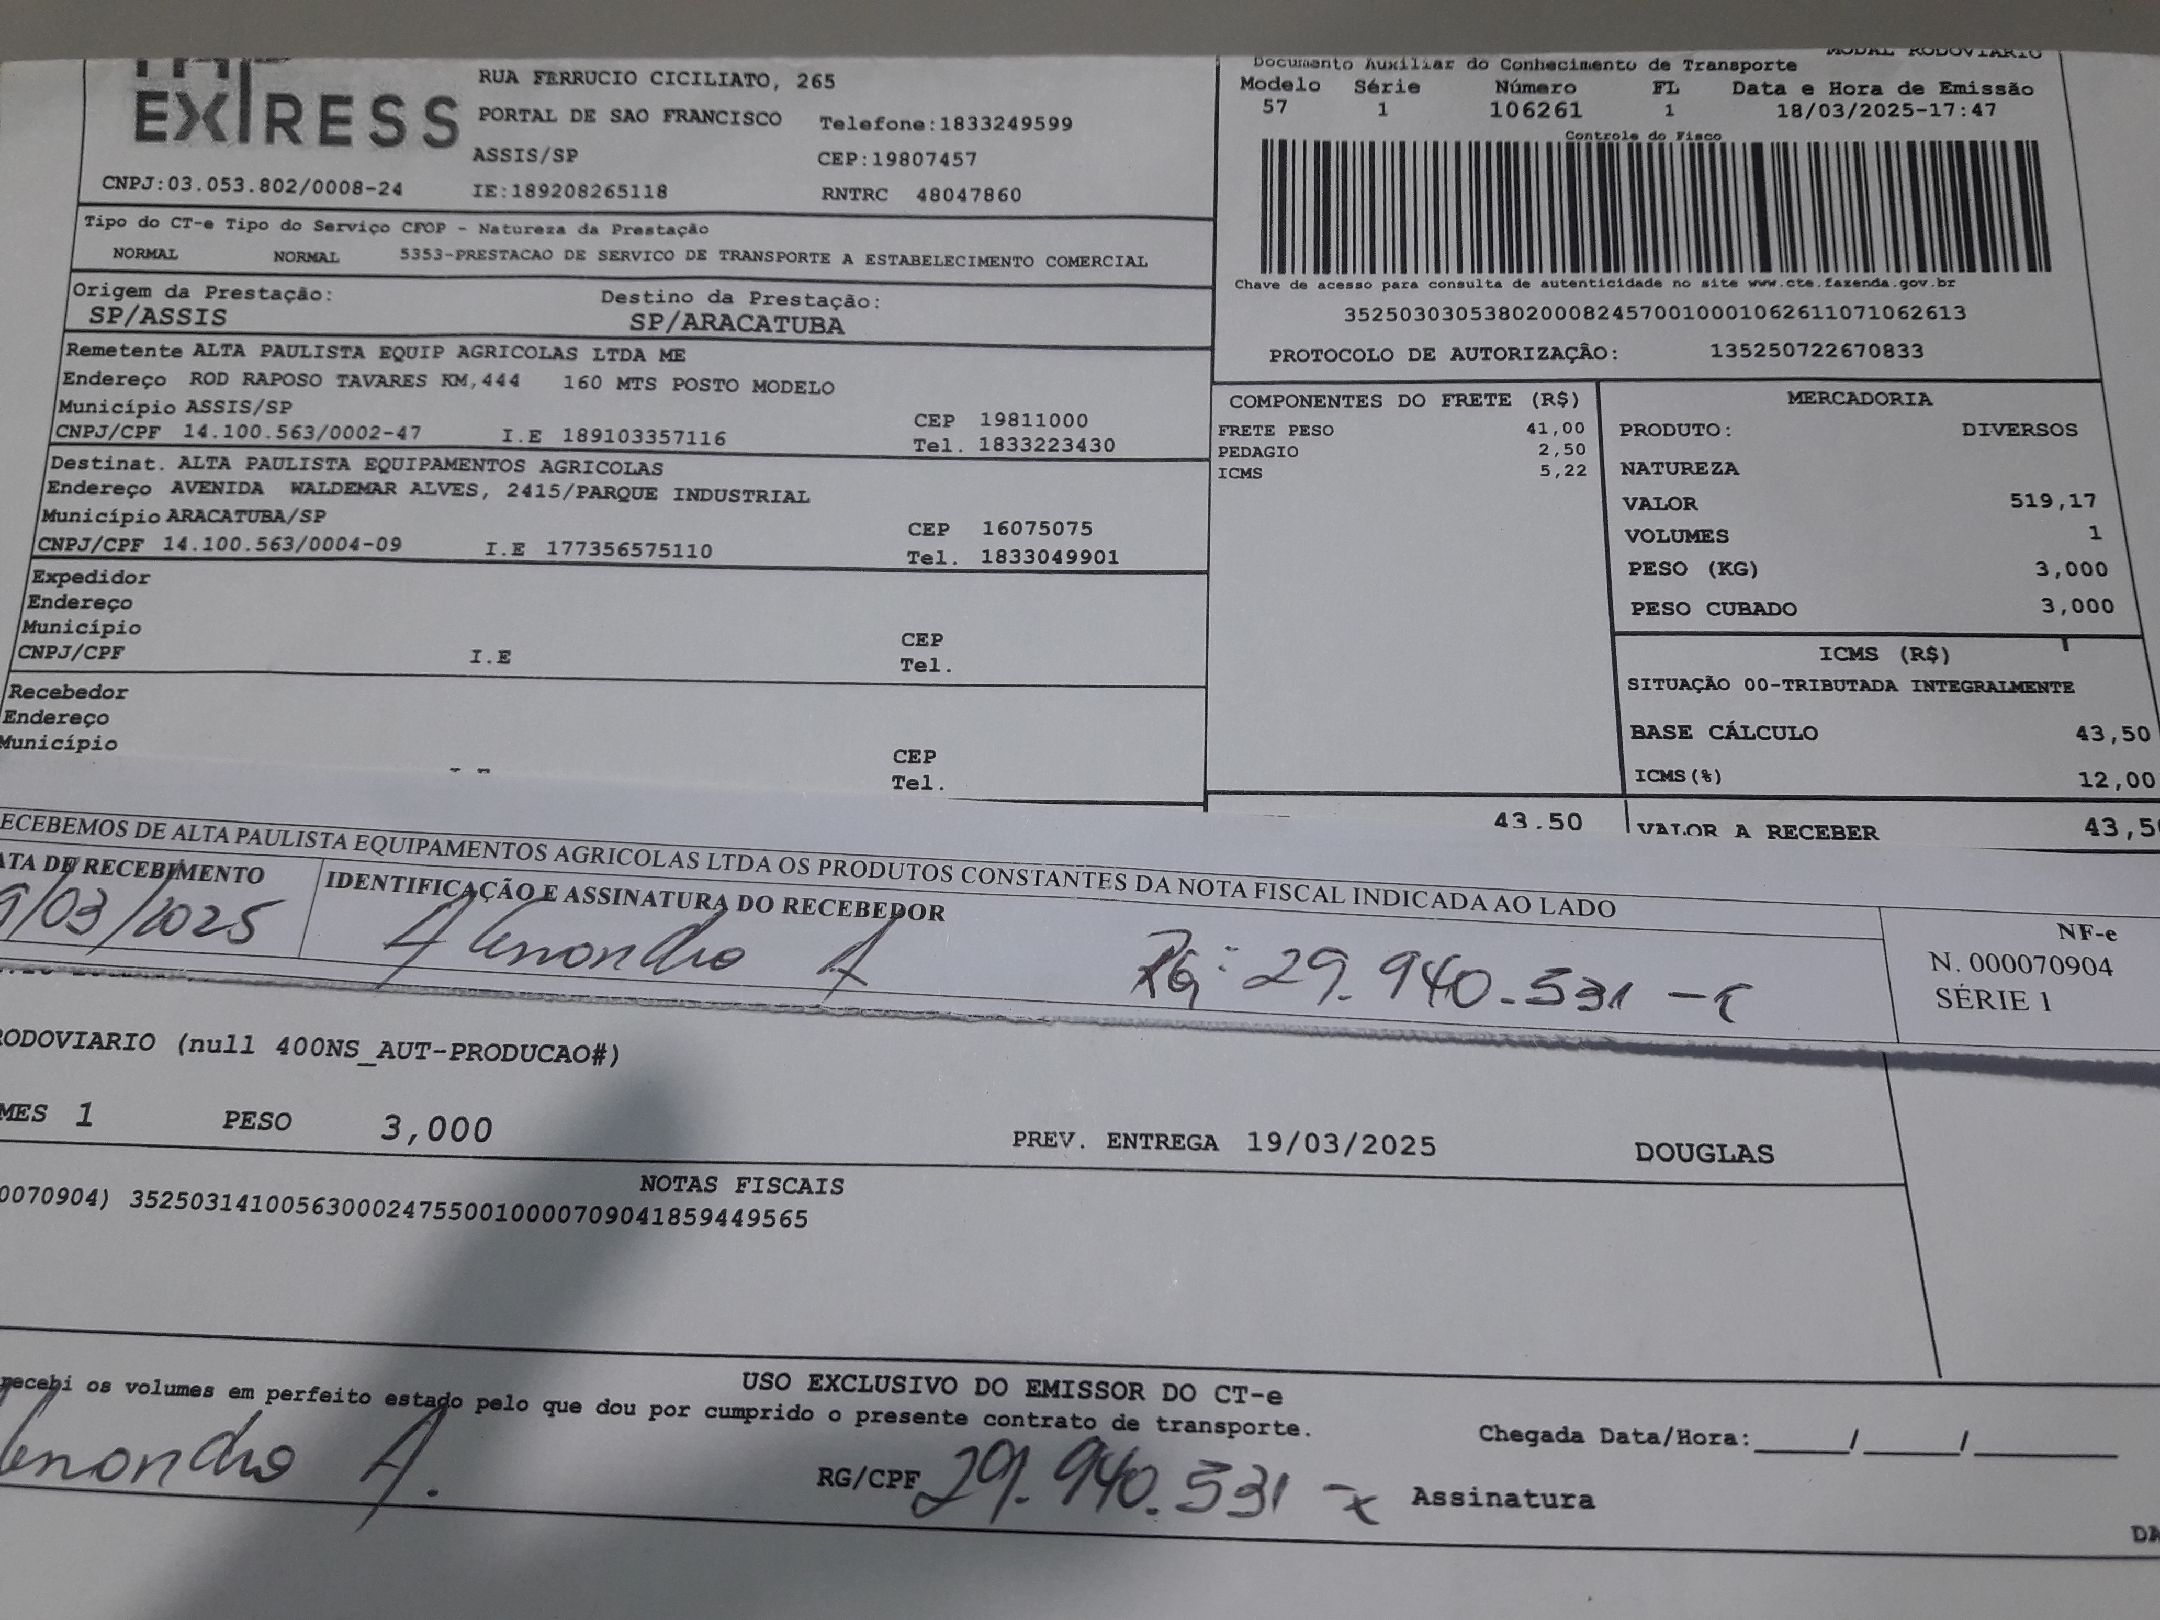 EXPRESS
RUA FERRUCIO CICILIATO, 265
PORTAL DE SAO FRANCISCO Telefone:1833249599
ASSIS/SP CEP:19807457
CNPJ:03.053.802/0008-24 IE:189208265118 RNTRC 48047860
MODAL RODOVIARIO
Documento Auxiliar do Conhecimento de Transporte
Modelo Série Número FL Data e Hora de Emissão
57 1 106261 1 18/03/2025-17:47
Controle do Fisco
Chave de acesso para consulta de autenticidade no site www.cte.fazenda.gov.br
35250303053802000824570010001062611071062613
PROTOCOLO DE AUTORIZAÇÃO: 135250722670833
Tipo do CT-e Tipo do Serviço CFOP - Natureza da Prestação
NORMAL NORMAL 5353-PRESTACAO DE SERVICO DE TRANSPORTE A ESTABELECIMENTO COMERCIAL
Origem da Prestação: Destino da Prestação:
SP/ASSIS SP/ARACATUBA
Remetente ALTA PAULISTA EQUIP AGRICOLAS LTDA ME
Endereço ROD RAPOSO TAVARES KM,444 160 MTS POSTO MODELO
Município ASSIS/SP CEP 19811000
CNPJ/CPF 14.100.563/0002-47 I.E 189103357116 Tel. 1833223430
Destinat. ALTA PAULISTA EQUIPAMENTOS AGRICOLAS
Endereço AVENIDA WALDEMAR ALVES, 2415/PARQUE INDUSTRIAL
Município ARACATUBA/SP CEP 16075075
CNPJ/CPF 14.100.563/0004-09 I.E 177356575110 Tel. 1833049901
Expedidor
Endereço
Município CEP
CNPJ/CPF I.E Tel.
Recebedor
Endereço
Município CEP
Tel.
COMPONENTES DO FRETE (R$)
FRETE PESO 41,00
PEDAGIO 2,50
ICMS 5,22
43.50
MERCADORIA
PRODUTO: DIVERSOS
NATUREZA
VALOR 519,17
VOLUMES 1
PESO (KG) 3,000
PESO CUBADO 3,000
ICMS (R$)
SITUAÇÃO 00-TRIBUTADA INTEGRALMENTE
BASE CÁLCULO 43,50
ICMS(%) 12,00
VALOR A RECEBER 43,5
ECEBEMOS DE ALTA PAULISTA EQUIPAMENTOS AGRICOLAS LTDA OS PRODUTOS CONSTANTES DA NOTA FISCAL INDICADA AO LADO
ATA DE RECEBIMENTO IDENTIFICAÇÃO E ASSINATURA DO RECEBEDOR
9/03/2025 RG: 29.940.531-x
NF-e
N. 000070904
SÉRIE 1
RODOVIARIO (null 400NS_AUT-PRODUCAO#)
MES 1 PESO 3,000 PREV. ENTREGA 19/03/2025 DOUGLAS
NOTAS FISCAIS
0070904) 35250314100563000247550010000709041859449565
USO EXCLUSIVO DO EMISSOR DO CT-e
recebi os volumes em perfeito estado pelo que dou por cumprido o presente contrato de transporte.
Chegada Data/Hora:_____/_____/_______
RG/CPF 29.940.531-x Assinatura
DA